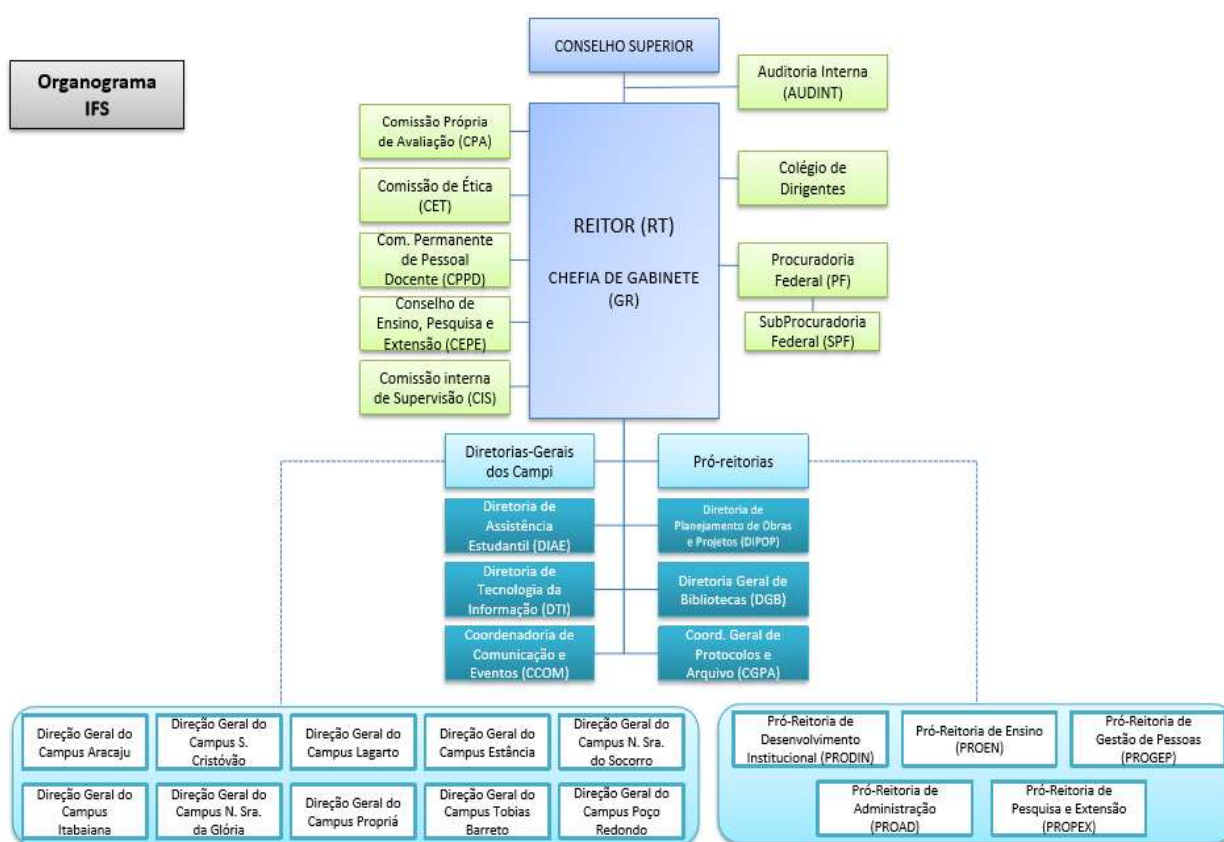 CONSELHO SUPERIOR
Organograma
IFS
Auditoria Interna
(AUDINT)
Comissão Própria
de Avaliação (CPA)
Comissão de Ética
(CET)
Com. Permanente
de Pessoal
Docente (CPPD)
Conselho de
Ensino, Pesquisa e
Extensão (CEPE)
Comissão interna
de Supervisão (CIS)
REITOR (RT)
CHEFIA DE GABINETE
(GR)
Colégio de
Dirigentes
Procuradoria
Federal (PF)
SubProcuradoria
Federal (SPF)
Diretorias-Gerais
dos Campi
Pró-reitorias
Diretoria de
Assistência
Estudantil (DIAE)
Diretoria de
Planejamento de Obras
e Projetos (DIPOP)
Diretoria de
Tecnologia da
Informação (DTI)
Diretoria Geral de
Bibliotecas (DGB)
Coordenadoria de
Comunicação e
Eventos (CCOM)
Coord. Geral de
Protocolos e
Arquivo (CGPA)
Direção Geral do
Campus Aracaju
Direção Geral do
Campus S.
Cristóvão
Direção Geral do
Campus Lagarto
Direção Geral do
Campus Estância
Direção Geral do
Campus N. Sra.
do Socorro
Direção Geral do
Campus
Itabaiana
Direção Geral do
Campus N. Sra.
da Glória
Direção Geral do
Campus Propriá
Direção Geral do
Campus Tobias
Barreto
Direção Geral do
Campus Poço
Redondo
Pró-Reitoria de
Desenvolvimento
Institucional (PRODIN)
Pró-Reitoria de Ensino
(PROEN)
Pró-Reitoria de
Gestão de Pessoas
(PROGEP)
Pró-Reitoria de
Administração
(PROAD)
Pró-Reitoria de
Pesquisa e Extensão
(PROPEX)